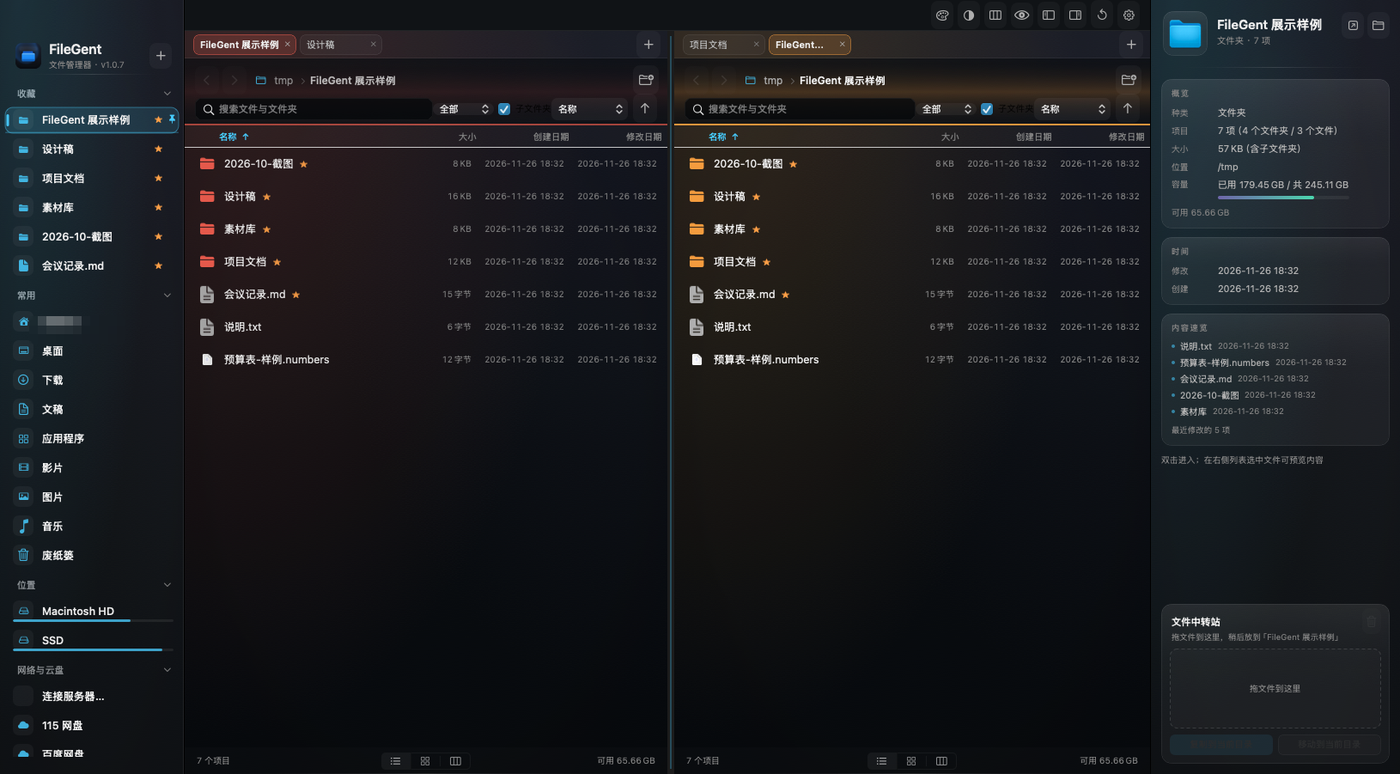 FileGent
文件管理器 · v1.0.7
收藏
FileGent 展示样例
设计稿
项目文档
素材库
2026-10-截图
会议记录.md
常用
桌面
下载
文稿
应用程序
影片
图片
音乐
废纸篓
位置
Macintosh HD
SSD
网络与云盘
连接服务器...
115 网盘
百度网盘
FileGent 展示样例 ×
设计稿 ×
tmp › FileGent 展示样例
搜索文件与文件夹
全部
子文件夹
名称
名称 ↑ 大小 创建日期 修改日期
2026-10-截图 8 KB 2026-11-26 18:32 2026-11-26 18:32
设计稿 16 KB 2026-11-26 18:32 2026-11-26 18:32
素材库 8 KB 2026-11-26 18:32 2026-11-26 18:32
项目文档 12 KB 2026-11-26 18:32 2026-11-26 18:32
会议记录.md 15 字节 2026-11-26 18:32 2026-11-26 18:32
说明.txt 6 字节 2026-11-26 18:32 2026-11-26 18:32
预算表-样例.numbers 12 字节 2026-11-26 18:32 2026-11-26 18:32
7 个项目
可用 65.66 GB
项目文档 ×
FileGent... ×
tmp › FileGent 展示样例
搜索文件与文件夹
全部
子文件夹
名称
名称 ↑ 大小 创建日期 修改日期
2026-10-截图 8 KB 2026-11-26 18:32 2026-11-26 18:32
设计稿 16 KB 2026-11-26 18:32 2026-11-26 18:32
素材库 8 KB 2026-11-26 18:32 2026-11-26 18:32
项目文档 12 KB 2026-11-26 18:32 2026-11-26 18:32
会议记录.md 15 字节 2026-11-26 18:32 2026-11-26 18:32
说明.txt 6 字节 2026-11-26 18:32 2026-11-26 18:32
预算表-样例.numbers 12 字节 2026-11-26 18:32 2026-11-26 18:32
7 个项目
可用 65.66 GB
FileGent 展示样例
文件夹 · 7 项
概览
种类 文件夹
项目 7 项 (4 个文件夹 / 3 个文件)
大小 57 KB (含子文件夹)
位置 /tmp
容量 已用 179.45 GB / 共 245.11 GB
可用 65.66 GB
时间
修改 2026-11-26 18:32
创建 2026-11-26 18:32
内容速览
说明.txt 2026-11-26 18:32
预算表-样例.numbers 2026-11-26 18:32
会议记录.md 2026-11-26 18:32
2026-10-截图 2026-11-26 18:32
素材库 2026-11-26 18:32
最近修改的 5 项
双击进入；在右侧列表选中文件可预览内容
文件中转站
拖文件到这里，稍后放到「FileGent 展示样例」
拖文件到这里